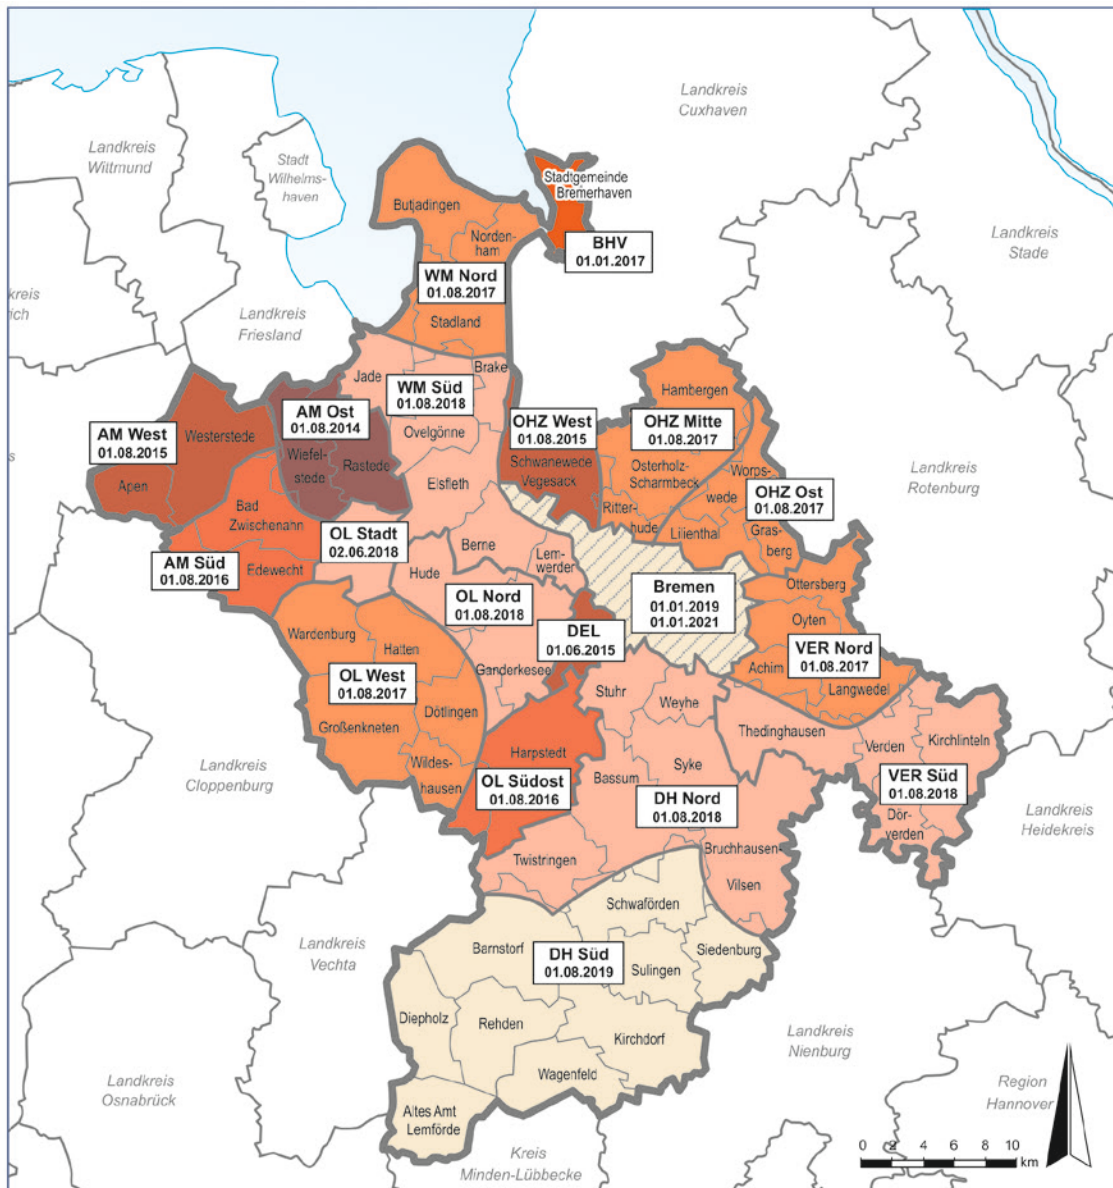 Landkreis
Cuxhaven
Landkreis
Wittmund
Stadt
Wilhelms-
haven
Stadtgemeinde
Bremerhaven
Butjadingen
Norden-
ham
BHV
01.01.2017
Landkreis
Stade
WM Nord
01.08.2017
kreis
rich
Landkreis
Friesland
Stadland
Jade
Brake
WM Süd
01.08.2018
Hambergen
AM West
01.08.2015
Westerstede
AM Ost
01.08.2014
OHZ West
01.08.2015
OHZ Mitte
01.08.2017
Ovelgönne
Wiefel-
stede
Rastede
Schwanewede
Vegesack
Osterholz-
Scharmbeck
Worps-
wede
Landkreis
Rotenburg
Apen
Elsfleth
OHZ Ost
01.08.2017
Bad
Zwischenahn
Ritter-
hude
Lilienthal
Gras-
berg
OL Stadt
02.06.2018
Berne
Lem-
werder
AM Süd
01.08.2016
Edewecht
Hude
Bremen
01.01.2019
01.01.2021
Ottersberg
OL Nord
01.08.2018
Oyten
Wardenburg
Hatten
DEL
01.06.2015
VER Nord
01.08.2017
Achim
Langwedel
OL West
01.08.2017
Ganderkesee
Stuhr
Weyhe
Großenkneten
Dötlingen
Thedinghausen
Verden
Kirchlinteln
Landkreis
Cloppenburg
Wildes-
hausen
Harpstedt
Syke
Bassum
OL Südost
01.08.2016
DH Nord
01.08.2018
VER Süd
01.08.2018
Dör-
verden
Landkreis
Heidekreis
Twistringen
Bruchhausen-
Vilsen
Schwaförden
Landkreis
Vechta
Barnstorf
DH Süd
01.08.2019
Siedenburg
Sulingen
Diepholz
Rehden
Kirchdorf
Landkreis
Nienburg
Wagenfeld
Landkreis
Osnabrück
Altes Amt
Lemförde
Region
Hannover
Kreis
Minden-Lübbecke
0 2 4 6 8 10
km